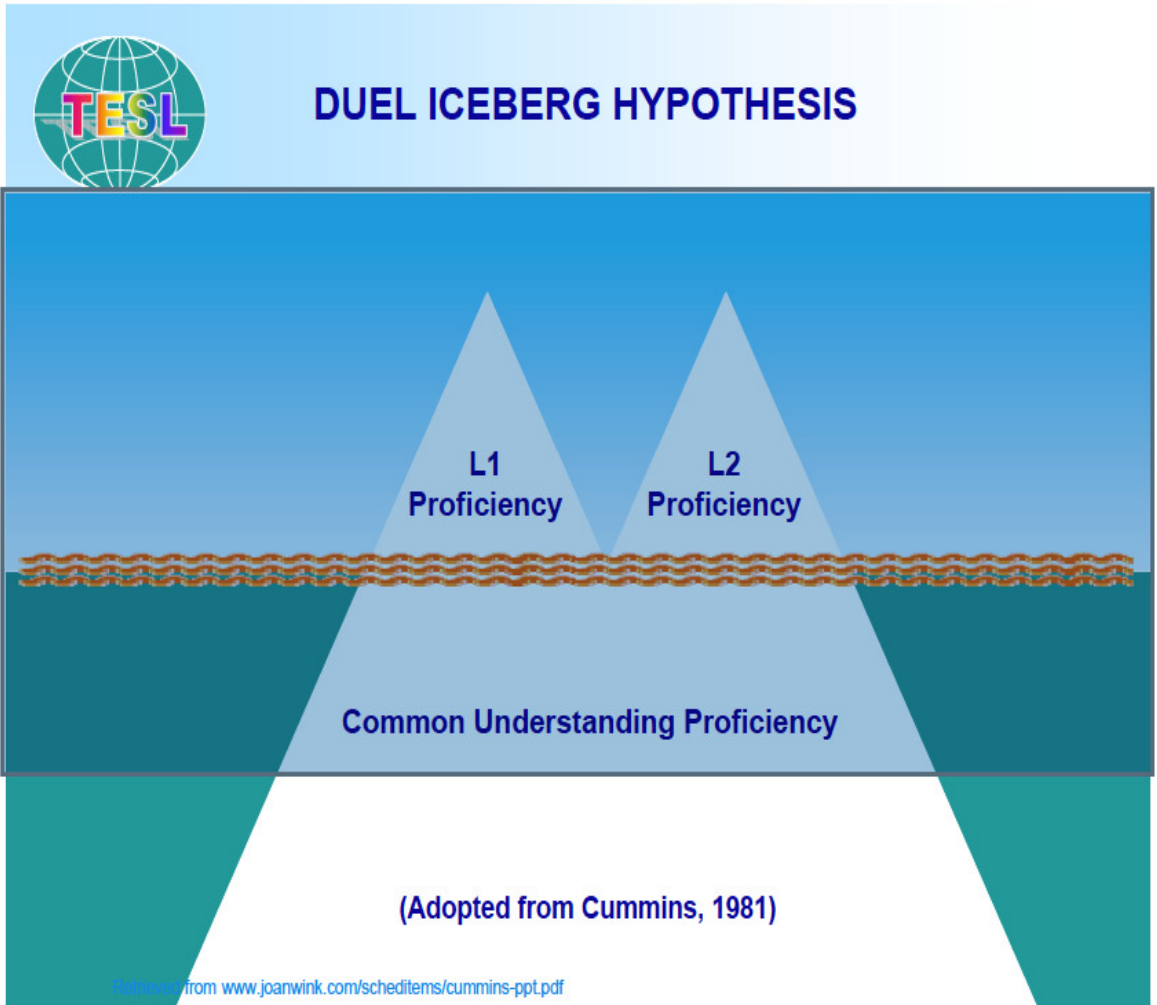 TESL
DUEL ICEBERG HYPOTHESIS
L1
Proficiency
L2
Proficiency
Common Understanding Proficiency
(Adopted from Cummins, 1981)
Retrieved from www.joanwink.com/scheditems/cummins-ppt.pdf